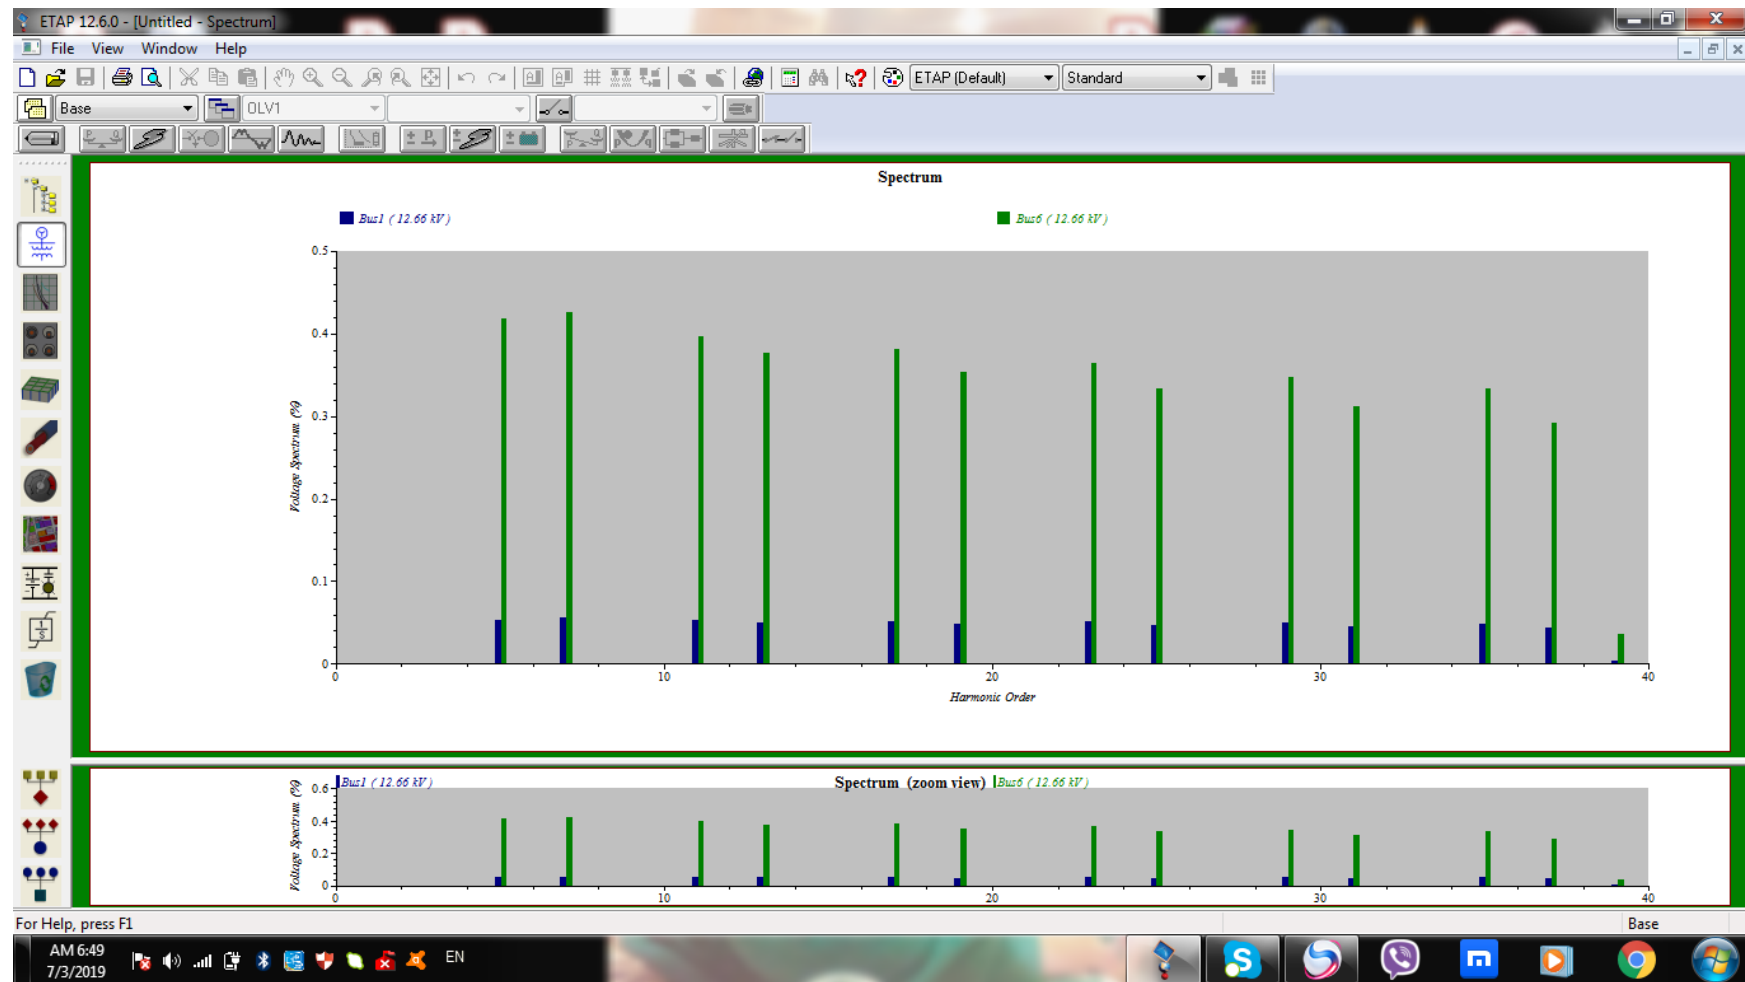 ETAP 12.6.0 - [Untitled - Spectrum]
File View Window Help
ETAP (Default) Standard
Base OLV1
Spectrum
Bus1 ( 12.66 kV )
Bus6 ( 12.66 kV )
Voltage Spectrum (%)
0.5
0.4
0.3
0.2
0.1
0
0 10 20 30 40
Harmonic Order
Spectrum (zoom view)
Bus1 ( 12.66 kV )
Bus6 ( 12.66 kV )
Voltage Spectrum (%)
0.6
0.4
0.2
0
0 10 20 30 40
For Help, press F1
Base
AM 6:49
7/3/2019
EN